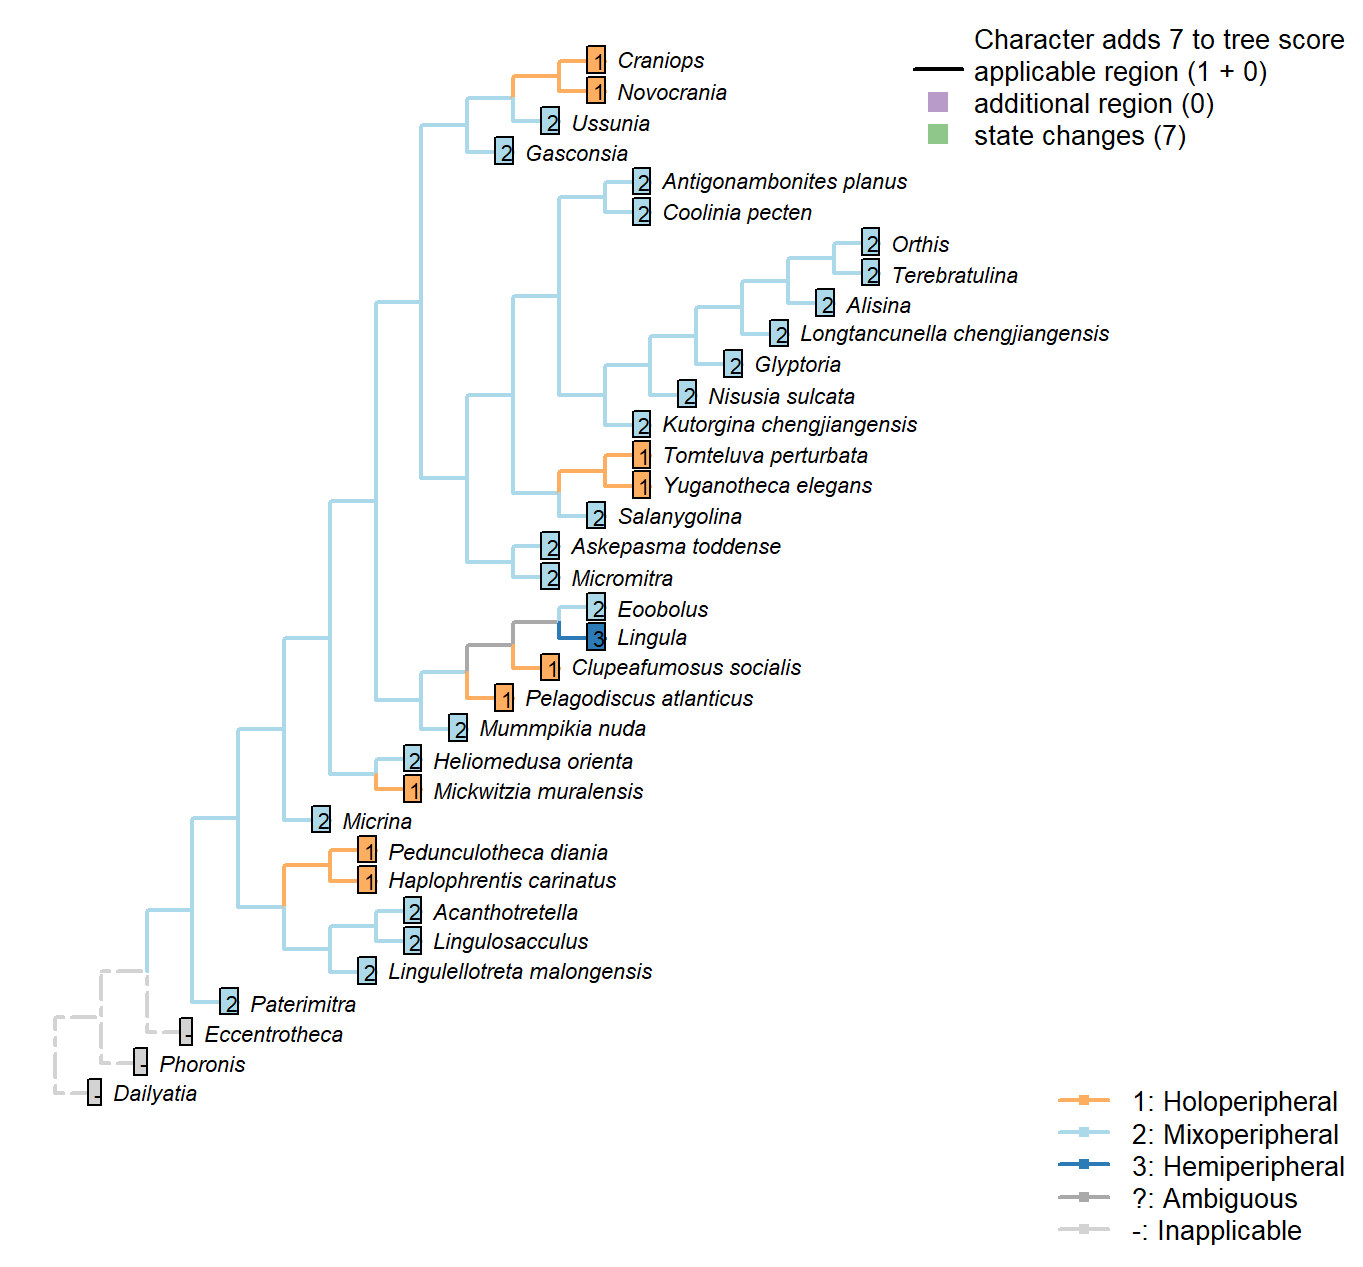 Character adds 7 to tree score
applicable region (1 + 0)
additional region (0)
state changes (7)
1 Craniops
1 Novocrania
2 Ussunia
2 Gasconsia
2 Antigonambonites planus
2 Coolinia pecten
2 Orthis
2 Terebratulina
2 Alisina
2 Longtancunella chengjiangensis
2 Glyptoria
2 Nisusia sulcata
2 Kutorgina chengjiangensis
1 Tomteluva perturbata
1 Yuganotheca elegans
2 Salanygolina
2 Askepasma toddense
2 Micromitra
2 Eoobolus
3 Lingula
1 Clupeafumosus socialis
1 Pelagodiscus atlanticus
2 Mummpikia nuda
2 Heliomedusa orienta
1 Mickwitzia muralensis
2 Micrina
1 Pedunculotheca diania
1 Haplophrentis carinatus
2 Acanthotretella
2 Lingulosacculus
2 Lingulellotreta malongensis
2 Paterimitra
- Eccentrotheca
- Phoronis
- Dailyatia
1: Holoperipheral
2: Mixoperipheral
3: Hemiperipheral
?: Ambiguous
-: Inapplicable